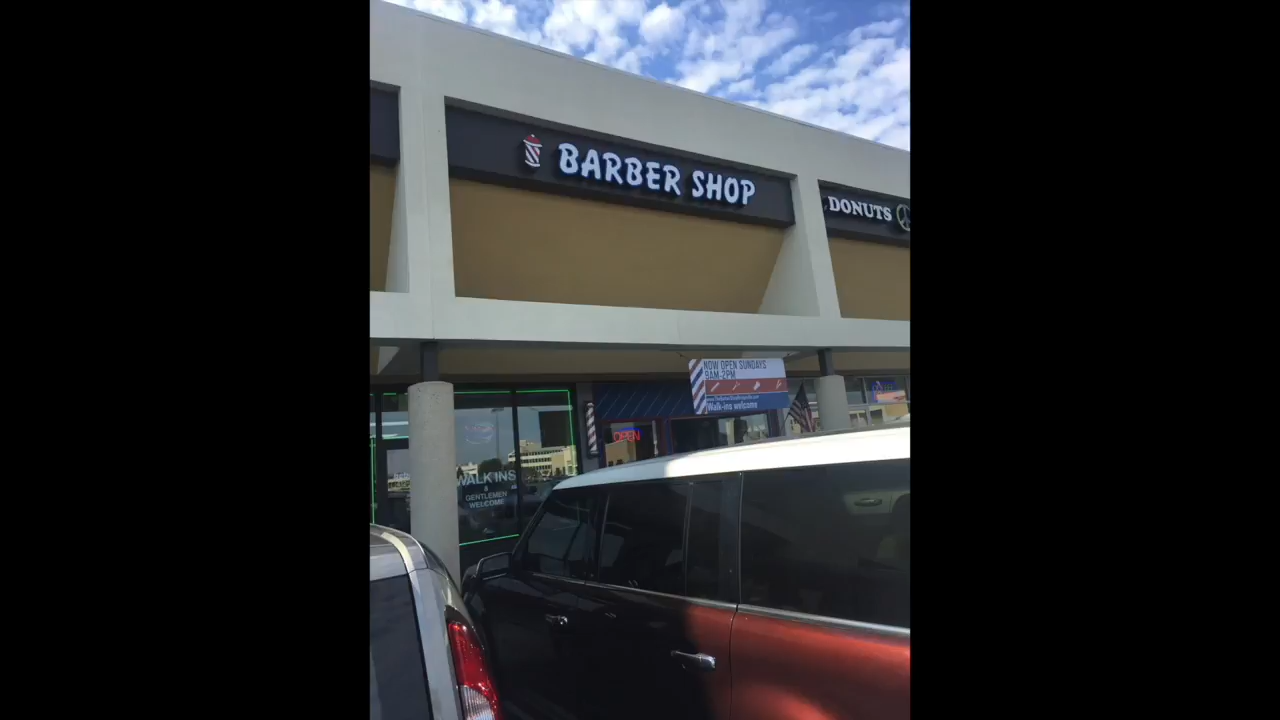 BARBER SHOP
DONUTS
NOW OPEN SUNDAYS
9AM-2PM
Walk-ins welcome
OPEN
WALK INS
&
GENTLEMEN
WELCOME